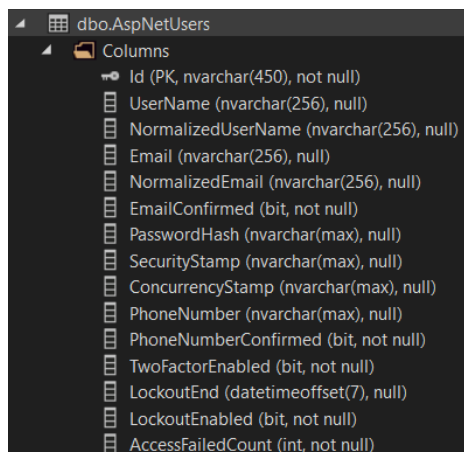 dbo.AspNetUsers
Columns
Id (PK, nvarchar(450), not null)
UserName (nvarchar(256), null)
NormalizedUserName (nvarchar(256), null)
Email (nvarchar(256), null)
NormalizedEmail (nvarchar(256), null)
EmailConfirmed (bit, not null)
PasswordHash (nvarchar(max), null)
SecurityStamp (nvarchar(max), null)
ConcurrencyStamp (nvarchar(max), null)
PhoneNumber (nvarchar(max), null)
PhoneNumberConfirmed (bit, not null)
TwoFactorEnabled (bit, not null)
LockoutEnd (datetimeoffset(7), null)
LockoutEnabled (bit, not null)
AccessFailedCount (int, not null)